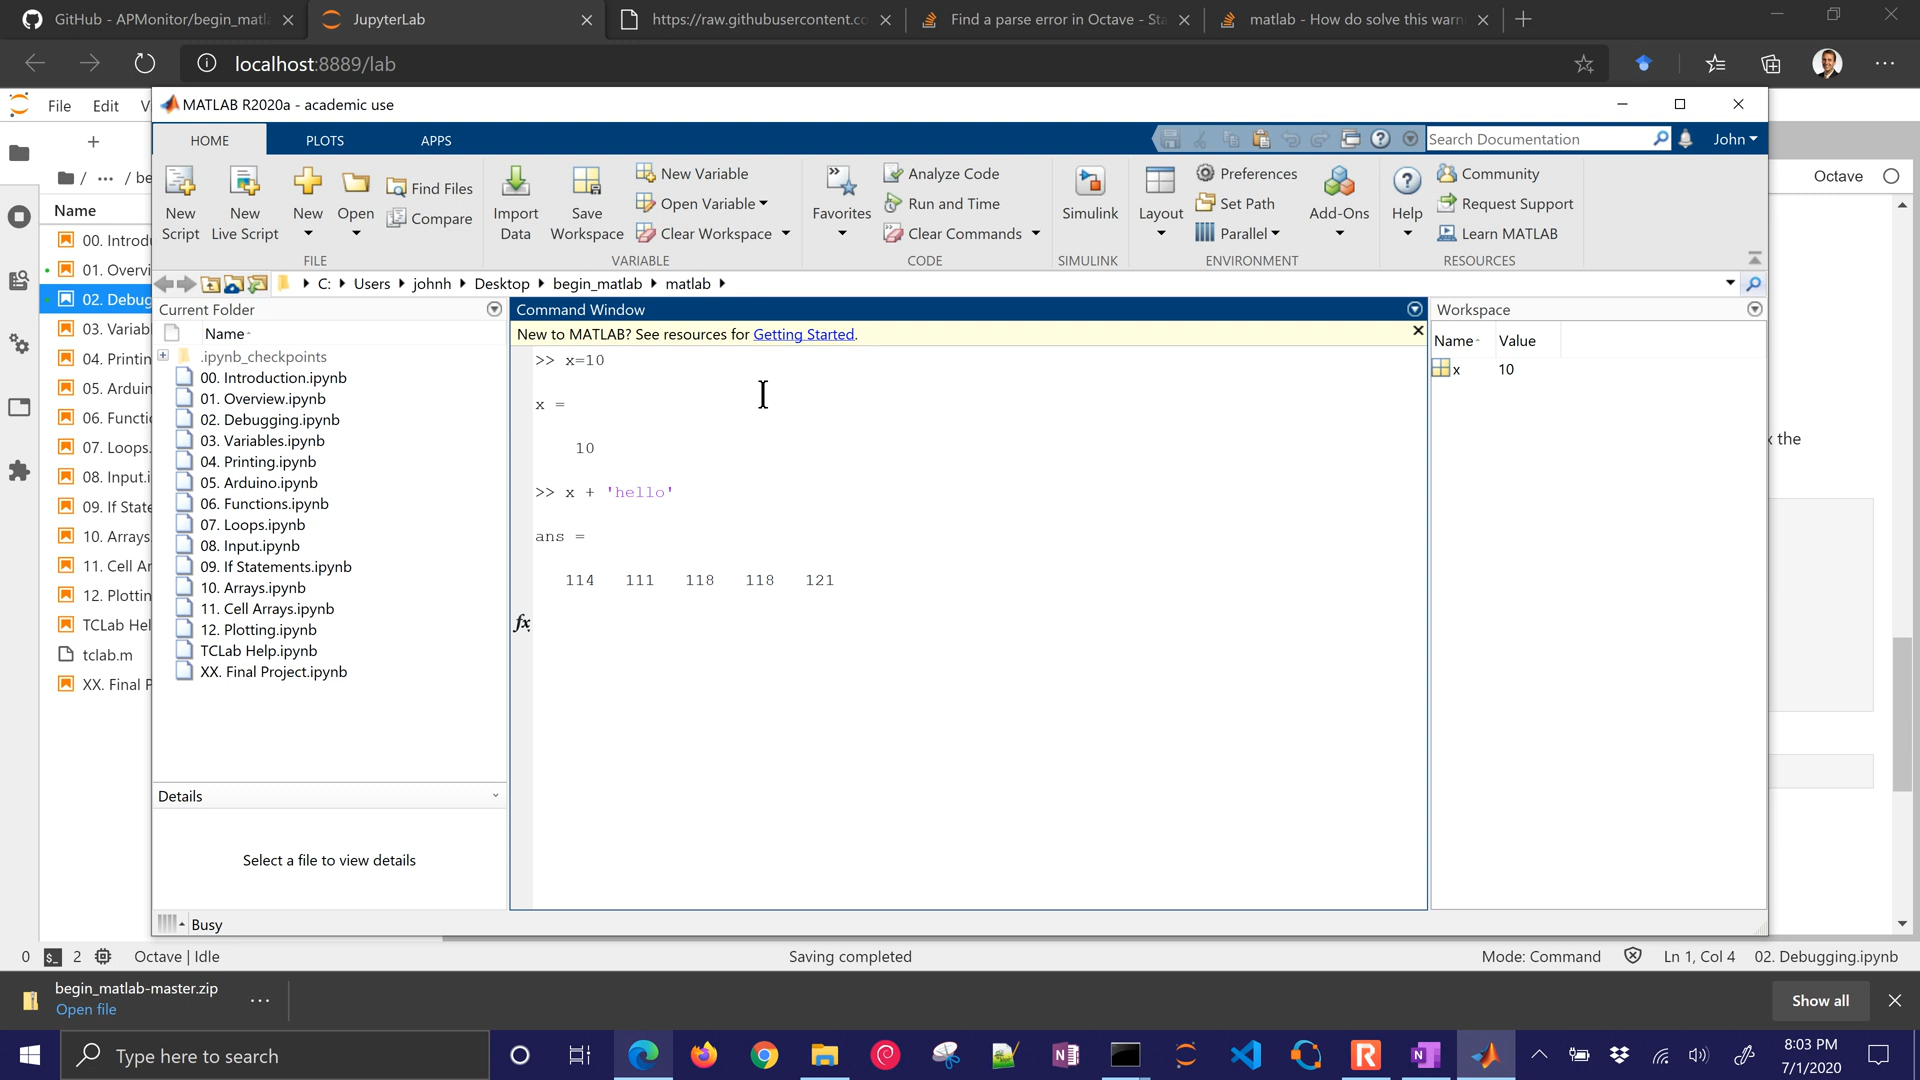 GitHub - APMonitor/begin_matla
JupyterLab
https://raw.githubusercontent.co
Find a parse error in Octave - Sta
matlab - How do solve this warn
localhost:8889/lab
File Edit V
MATLAB R2020a - academic use
HOME PLOTS APPS
Search Documentation
John
New Script
New Live Script
New
Open
Find Files
Compare
FILE
Import Data
Save Workspace
New Variable
Open Variable
Clear Workspace
VARIABLE
Favorites
Analyze Code
Run and Time
Clear Commands
CODE
Simulink
SIMULINK
Layout
Preferences
Set Path
Parallel
Add-Ons
ENVIRONMENT
Help
Community
Request Support
Learn MATLAB
RESOURCES
Octave
/ ... / be
Name
00. Introdu
01. Overvi
02. Debug
03. Variabl
04. Printin
05. Arduin
06. Functi
07. Loops.
08. Input.i
09. If State
10. Arrays
11. Cell Ar
12. Plottin
TCLab Hel
tclab.m
XX. Final P
C: Users johnh Desktop begin_matlab matlab
Current Folder
Name
.ipynb_checkpoints
00. Introduction.ipynb
01. Overview.ipynb
02. Debugging.ipynb
03. Variables.ipynb
04. Printing.ipynb
05. Arduino.ipynb
06. Functions.ipynb
07. Loops.ipynb
08. Input.ipynb
09. If Statements.ipynb
10. Arrays.ipynb
11. Cell Arrays.ipynb
12. Plotting.ipynb
TCLab Help.ipynb
XX. Final Project.ipynb
Details
Select a file to view details
Command Window
New to MATLAB? See resources for Getting Started.
>> x=10
x =
10
>> x + 'hello'
ans =
114 111 118 118 121
fx
Workspace
Name Value
x 10
x the
Busy
0 2 Octave | Idle
Saving completed
Mode: Command
Ln 1, Col 4
02. Debugging.ipynb
begin_matlab-master.zip
Open file
Show all
Type here to search
8:03 PM
7/1/2020